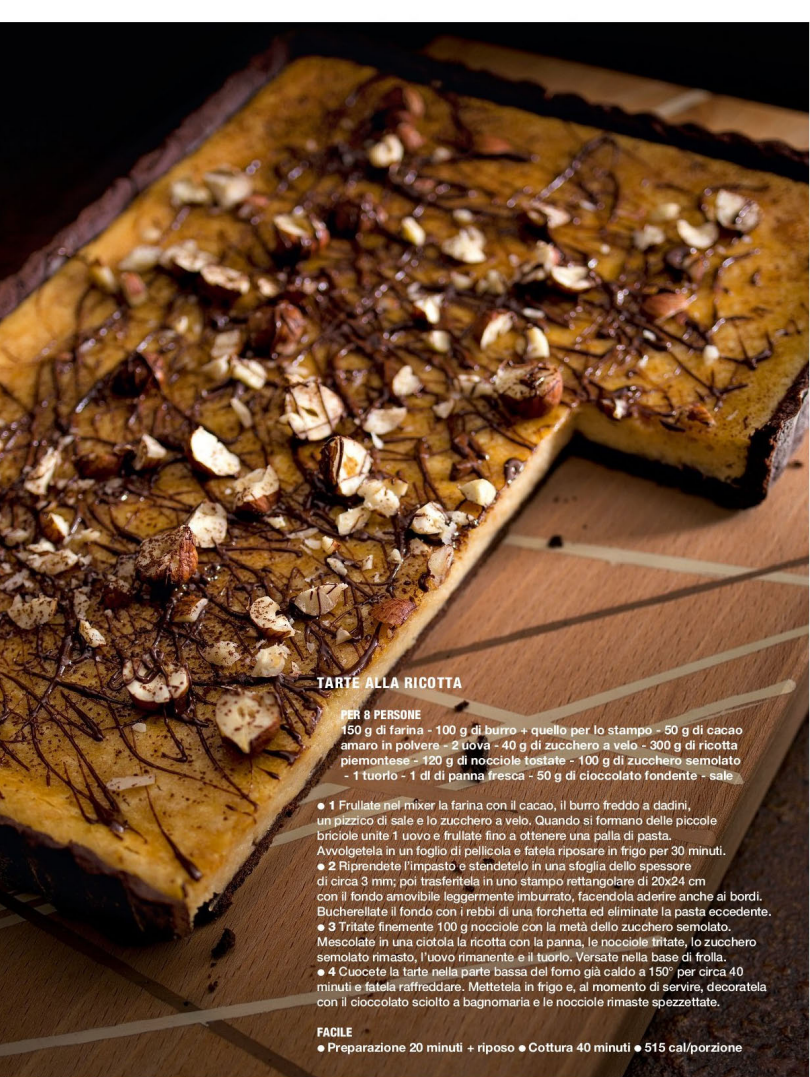 TARTE ALLA RICOTTA
PER 8 PERSONE
150 g di farina - 100 g di burro + quello per lo stampo - 50 g di cacao
amaro in polvere - 2 uova - 40 g di zucchero a velo - 300 g di ricotta
piemontese - 120 g di nocciole tostate - 100 g di zucchero semolato
- 1 tuorlo - 1 dl di panna fresca - 50 g di cioccolato fondente - sale
● 1 Frullate nel mixer la farina con il cacao, il burro freddo a dadini,
un pizzico di sale e lo zucchero a velo. Quando si formano delle piccole
briciole unite 1 uovo e frullate fino a ottenere una palla di pasta.
Avvolgetela in un foglio di pellicola e fatela riposare in frigo per 30 minuti.
● 2 Riprendete l'impasto e stendetelo in una sfoglia dello spessore
di circa 3 mm; poi trasferitela in uno stampo rettangolare di 20x24 cm
con il fondo amovibile leggermente imburrato, facendola aderire anche ai bordi.
Bucherellate il fondo con i rebbi di una forchetta ed eliminate la pasta eccedente.
● 3 Tritate finemente 100 g nocciole con la metà dello zucchero semolato.
Mescolate in una ciotola la ricotta con la panna, le nocciole tritate, lo zucchero
semolato rimasto, l'uovo rimanente e il tuorlo. Versate nella base di frolla.
● 4 Cuocete la tarte nella parte bassa del forno già caldo a 150° per circa 40
minuti e fatela raffreddare. Mettetela in frigo e, al momento di servire, decoratela
con il cioccolato sciolto a bagnomaria e le nocciole rimaste spezzettate.
FACILE
● Preparazione 20 minuti + riposo ● Cottura 40 minuti ● 515 cal/porzione